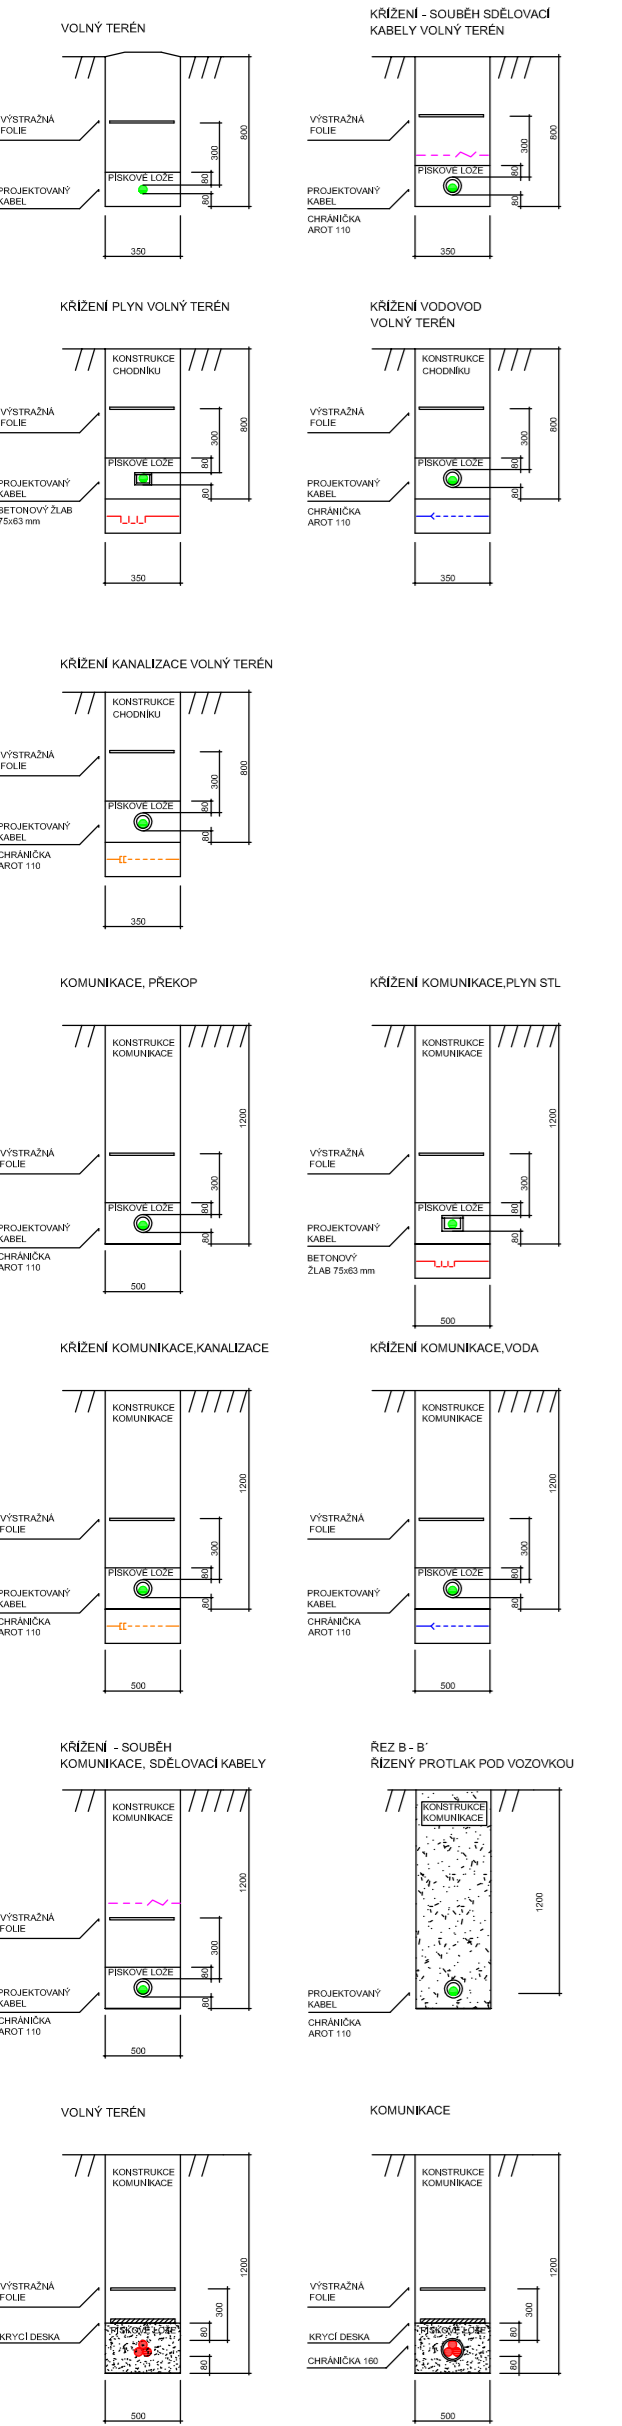 VOLNÝ TERÉN
VÝSTRAŽNÁ
FOLIE
PÍSKOVÉ LOŽE
PROJEKTOVANÝ
KABEL
300
800
80
80
350
KŘÍŽENÍ - SOUBĚH SDĚLOVACÍ
KABELY VOLNÝ TERÉN
VÝSTRAŽNÁ
FOLIE
PÍSKOVÉ LOŽE
PROJEKTOVANÝ
KABEL
CHRÁNIČKA
AROT 110
300
800
80
80
350
KŘÍŽENÍ PLYN VOLNÝ TERÉN
KONSTRUKCE
CHODNÍKU
VÝSTRAŽNÁ
FOLIE
PÍSKOVÉ LOŽE
PROJEKTOVANÝ
KABEL
BETONOVÝ ŽLAB
75x63 mm
300
800
80
80
350
KŘÍŽENÍ VODOVOD
VOLNÝ TERÉN
KONSTRUKCE
CHODNÍKU
VÝSTRAŽNÁ
FOLIE
PÍSKOVÉ LOŽE
PROJEKTOVANÝ
KABEL
CHRÁNIČKA
AROT 110
300
800
80
80
350
KŘÍŽENÍ KANALIZACE VOLNÝ TERÉN
KONSTRUKCE
CHODNÍKU
VÝSTRAŽNÁ
FOLIE
PÍSKOVÉ LOŽE
PROJEKTOVANÝ
KABEL
CHRÁNIČKA
AROT 110
300
800
80
80
350
KOMUNIKACE, PŘEKOP
KONSTRUKCE
KOMUNIKACE
VÝSTRAŽNÁ
FOLIE
PÍSKOVÉ LOŽE
PROJEKTOVANÝ
KABEL
CHRÁNIČKA
AROT 110
300
1200
80
80
500
KŘÍŽENÍ KOMUNIKACE,PLYN STL
KONSTRUKCE
KOMUNIKACE
VÝSTRAŽNÁ
FOLIE
PÍSKOVÉ LOŽE
PROJEKTOVANÝ
KABEL
BETONOVÝ
ŽLAB 75x63 mm
300
1200
80
80
500
KŘÍŽENÍ KOMUNIKACE,KANALIZACE
KONSTRUKCE
KOMUNIKACE
VÝSTRAŽNÁ
FOLIE
PÍSKOVÉ LOŽE
PROJEKTOVANÝ
KABEL
CHRÁNIČKA
AROT 110
300
1200
80
80
500
KŘÍŽENÍ KOMUNIKACE,VODA
KONSTRUKCE
KOMUNIKACE
VÝSTRAŽNÁ
FOLIE
PÍSKOVÉ LOŽE
PROJEKTOVANÝ
KABEL
CHRÁNIČKA
AROT 110
300
1200
80
80
500
KŘÍŽENÍ - SOUBĚH
KOMUNIKACE, SDĚLOVACÍ KABELY
KONSTRUKCE
KOMUNIKACE
VÝSTRAŽNÁ
FOLIE
PÍSKOVÉ LOŽE
PROJEKTOVANÝ
KABEL
CHRÁNIČKA
AROT 110
300
1200
80
80
500
ŘEZ B - B´
ŘÍZENÝ PROTLAK POD VOZOVKOU
KONSTRUKCE
KOMUNIKACE
PROJEKTOVANÝ
KABEL
CHRÁNIČKA
AROT 110
1200
VOLNÝ TERÉN
KONSTRUKCE
KOMUNIKACE
VÝSTRAŽNÁ
FOLIE
KRYCÍ DESKA
PÍSKOVÉ LOŽE
300
1200
80
80
500
KOMUNIKACE
KONSTRUKCE
KOMUNIKACE
VÝSTRAŽNÁ
FOLIE
KRYCÍ DESKA
PÍSKOVÉ LOŽE
CHRÁNIČKA 160
300
1200
80
80
500